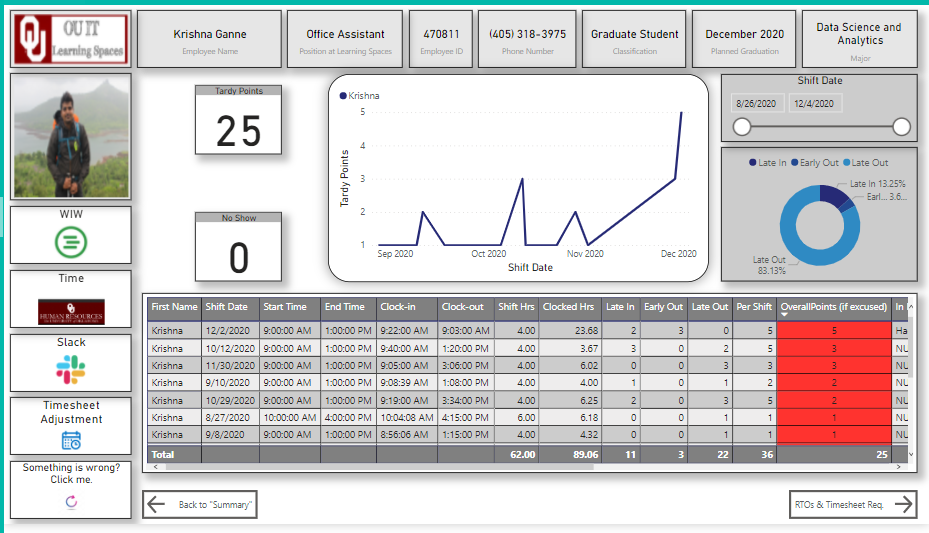 OU IT
Learning Spaces
Krishna Ganne
Employee Name
Office Assistant
Position at Learning Spaces
470811
Employee ID
(405) 318-3975
Phone Number
Graduate Student
Classification
December 2020
Planned Graduation
Data Science and
Analytics
Major
WIW
Time
HUMAN RESOURCES
Slack
Timesheet
Adjustment
Something is wrong?
Click me.
Tardy Points
25
No Show
0
Krishna
Tardy Points
5
4
3
2
1
Sep 2020 Oct 2020 Nov 2020 Dec 2020
Shift Date
Shift Date
8/26/2020 12/4/2020
Late In Early Out Late Out
Late In 13.25%
Earl... 3.6...
Late Out
83.13%
First Name Shift Date Start Time End Time Clock-in Clock-out Shift Hrs Clocked Hrs Late In Early Out Late Out Per Shift OverallPoints (if excused) In
Krishna 12/2/2020 9:00:00 AM 1:00:00 PM 9:22:00 AM 9:03:00 AM 4.00 23.68 2 3 0 5 5 Ha
Krishna 10/12/2020 9:00:00 AM 1:00:00 PM 9:40:00 AM 1:20:00 PM 4.00 3.67 3 0 2 5 3 NU
Krishna 11/30/2020 9:00:00 AM 1:00:00 PM 9:05:00 AM 3:06:00 PM 4.00 6.02 0 0 3 3 3 NU
Krishna 9/10/2020 9:00:00 AM 1:00:00 PM 9:08:39 AM 1:08:00 PM 4.00 4.00 1 0 1 2 2 NU
Krishna 10/29/2020 9:00:00 AM 1:00:00 PM 9:19:00 AM 3:34:00 PM 4.00 6.25 2 0 3 5 2 NU
Krishna 8/27/2020 10:00:00 AM 4:00:00 PM 10:04:08 AM 4:15:00 PM 6.00 6.18 0 0 1 1 1 NU
Krishna 9/8/2020 9:00:00 AM 1:00:00 PM 8:56:06 AM 1:15:00 PM 4.00 4.32 0 0 1 1 1 NU
Total 62.00 89.06 11 3 22 36 25
Back to "Summary"
RTOs & Timesheet Req.